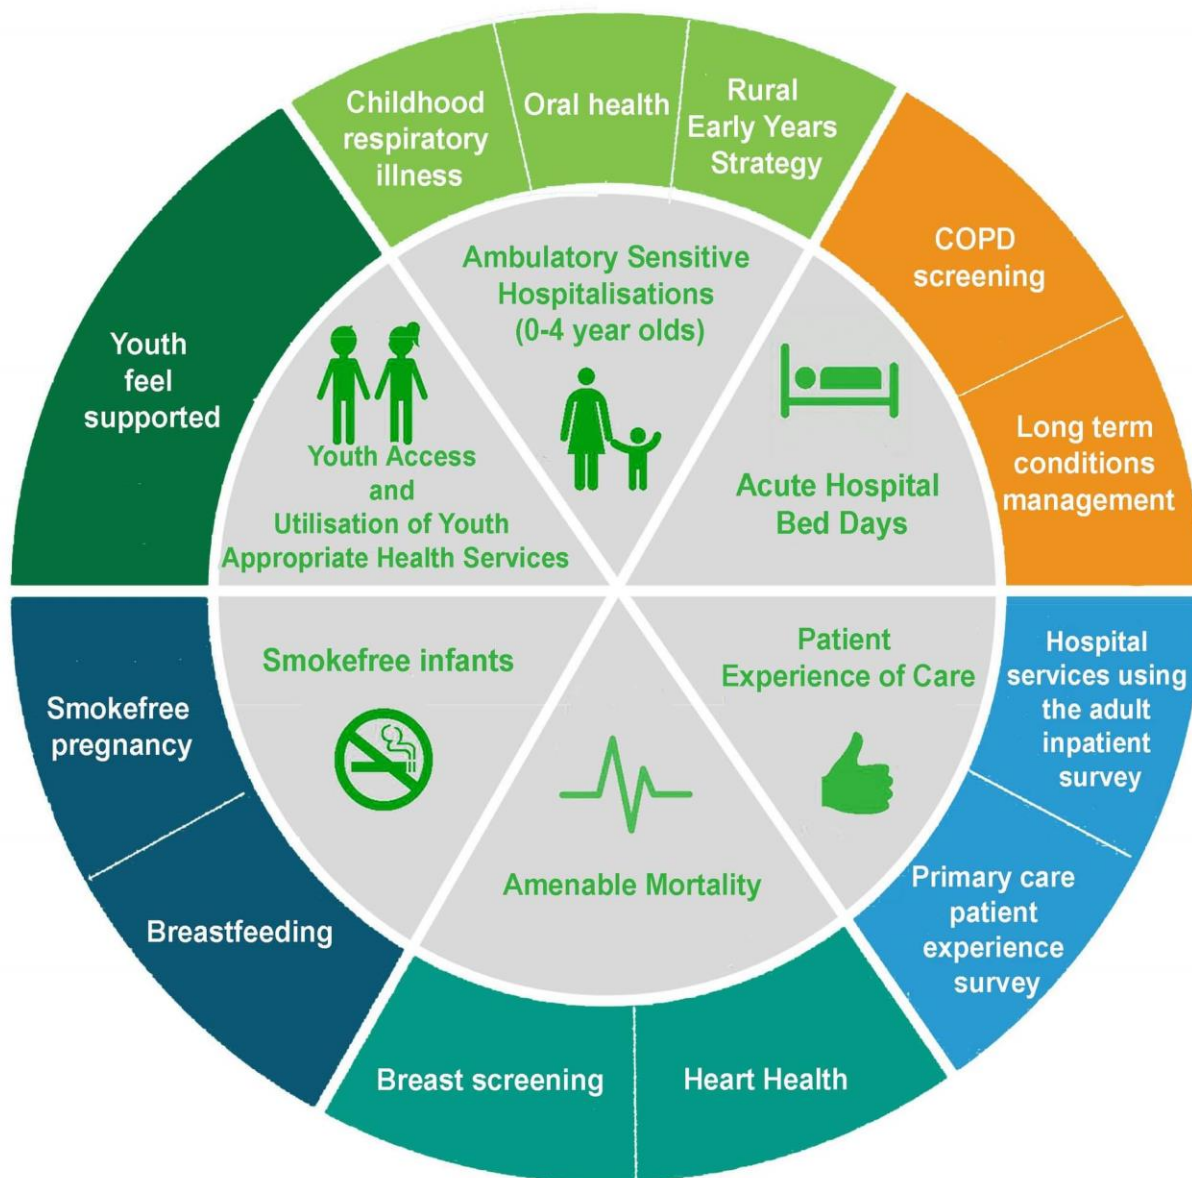 Childhood
respiratory
illness
Oral health
Rural
Early Years
Strategy
COPD
screening
Long term
conditions
management
Hospital
services using
the adult
inpatient
survey
Primary care
patient
experience
survey
Heart Health
Breast screening
Breastfeeding
Smokefree
pregnancy
Youth
feel
supported
Ambulatory Sensitive
Hospitalisations
(0-4 year olds)
Acute Hospital
Bed Days
Patient
Experience of Care
Amenable Mortality
Smokefree infants
Youth Access
and
Utilisation of Youth
Appropriate Health Services